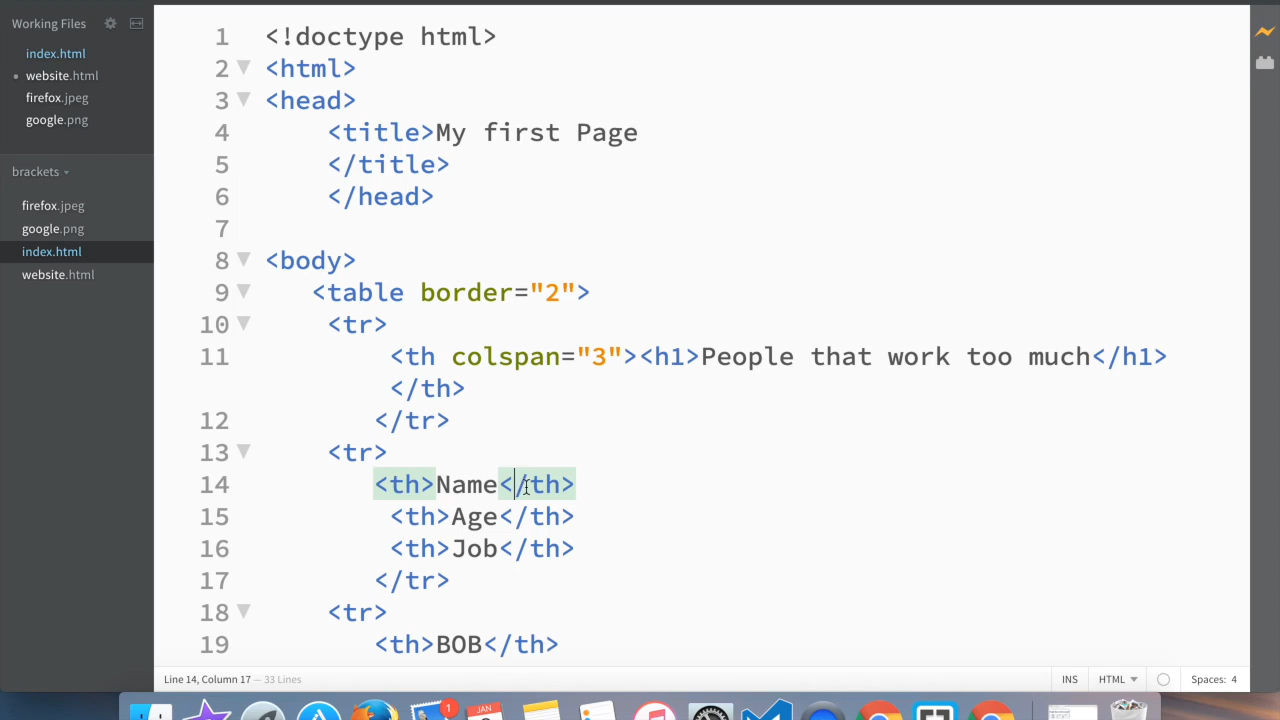 Working Files
index.html
website.html
firefox.jpeg
google.png
brackets
firefox.jpeg
google.png
index.html
website.html
1 <!doctype html>
2 <html>
3 <head>
4 <title>My first Page
5 </title>
6 </head>
7
8 <body>
9 <table border="2">
10 <tr>
11 <th colspan="3"><h1>People that work too much</h1>
</th>
12 </tr>
13 <tr>
14 <th>Name</th>
15 <th>Age</th>
16 <th>Job</th>
17 </tr>
18 <tr>
19 <th>BOB</th>
Line 14, Column 17 — 33 Lines
INS HTML Spaces: 4
1
JAN